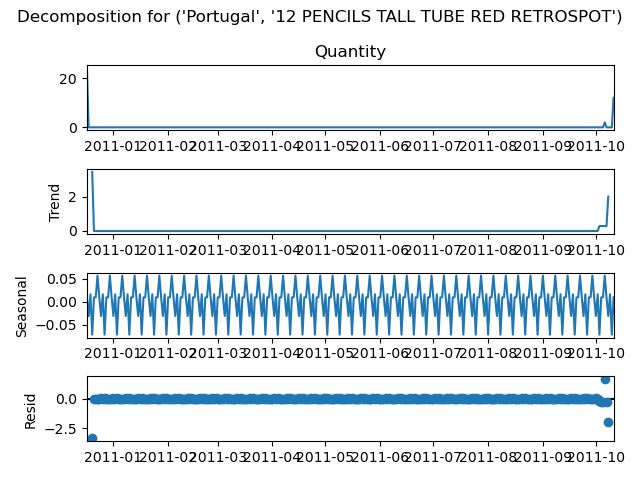 Decomposition for ('Portugal', '12 PENCILS TALL TUBE RED RETROSPOT')
Quantity
20
0
2011-01 2011-02 2011-03 2011-04 2011-05 2011-06 2011-07 2011-08 2011-09 2011-10
Trend
2
0
2011-01 2011-02 2011-03 2011-04 2011-05 2011-06 2011-07 2011-08 2011-09 2011-10
Seasonal
0.05
0.00
−0.05
2011-01 2011-02 2011-03 2011-04 2011-05 2011-06 2011-07 2011-08 2011-09 2011-10
Resid
0.0
−2.5
2011-01 2011-02 2011-03 2011-04 2011-05 2011-06 2011-07 2011-08 2011-09 2011-10